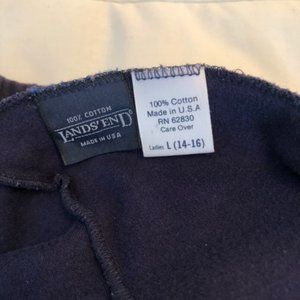 100% COTTON
LANDS' END
MADE IN U.S.A
100% Cotton
Made in U.S.A
RN 62830
Care Over
Ladies L (14-16)